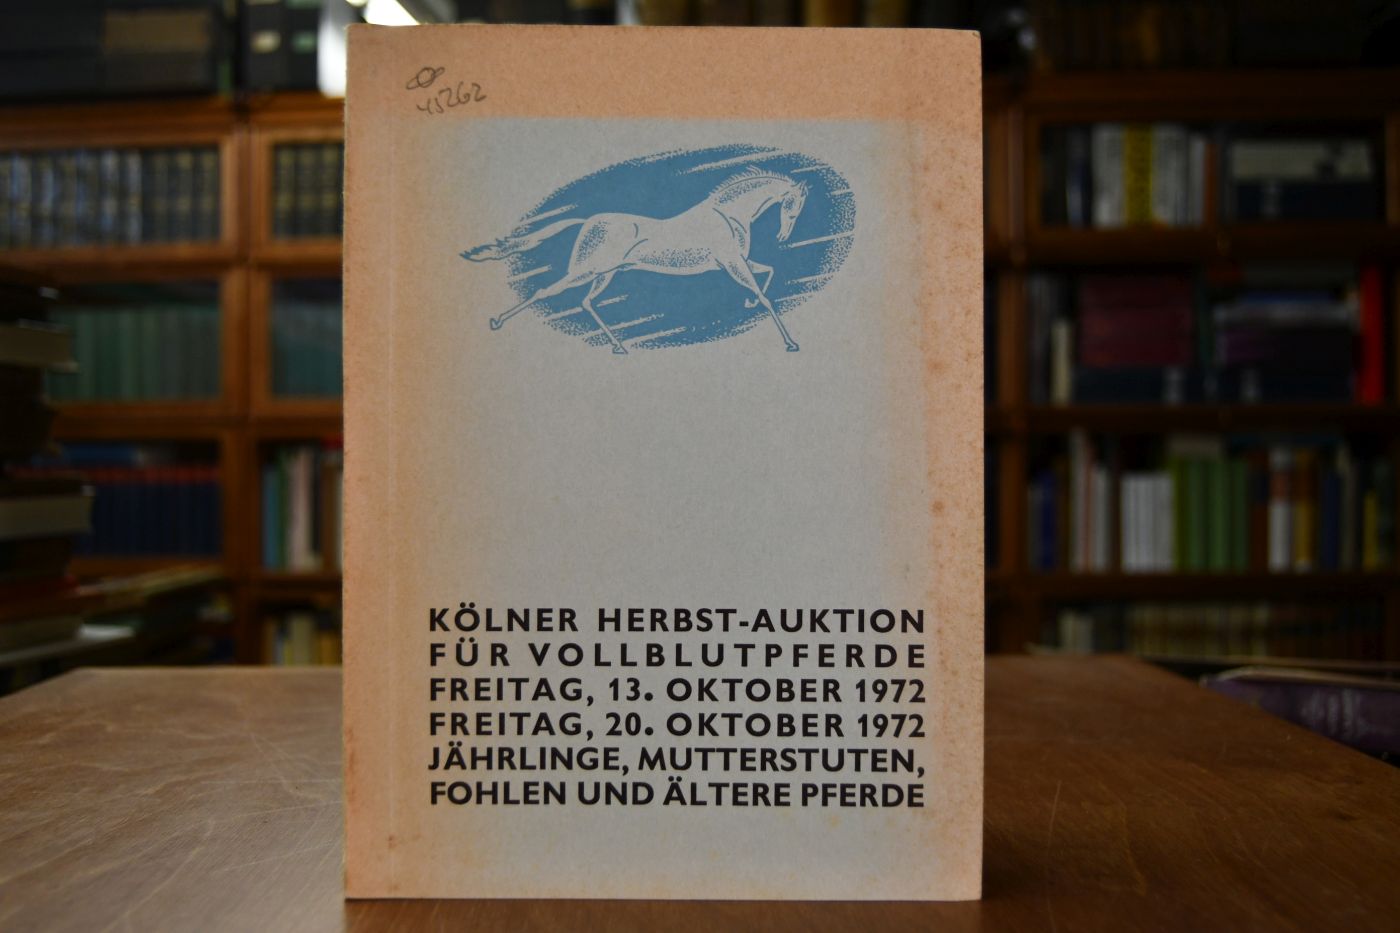 45262
KÖLNER HERBST-AUKTION
FÜR VOLLBLUTPFERDE
FREITAG, 13. OKTOBER 1972
FREITAG, 20. OKTOBER 1972
JÄHRLINGE, MUTTERSTUTEN,
FOHLEN UND ÄLTERE PFERDE